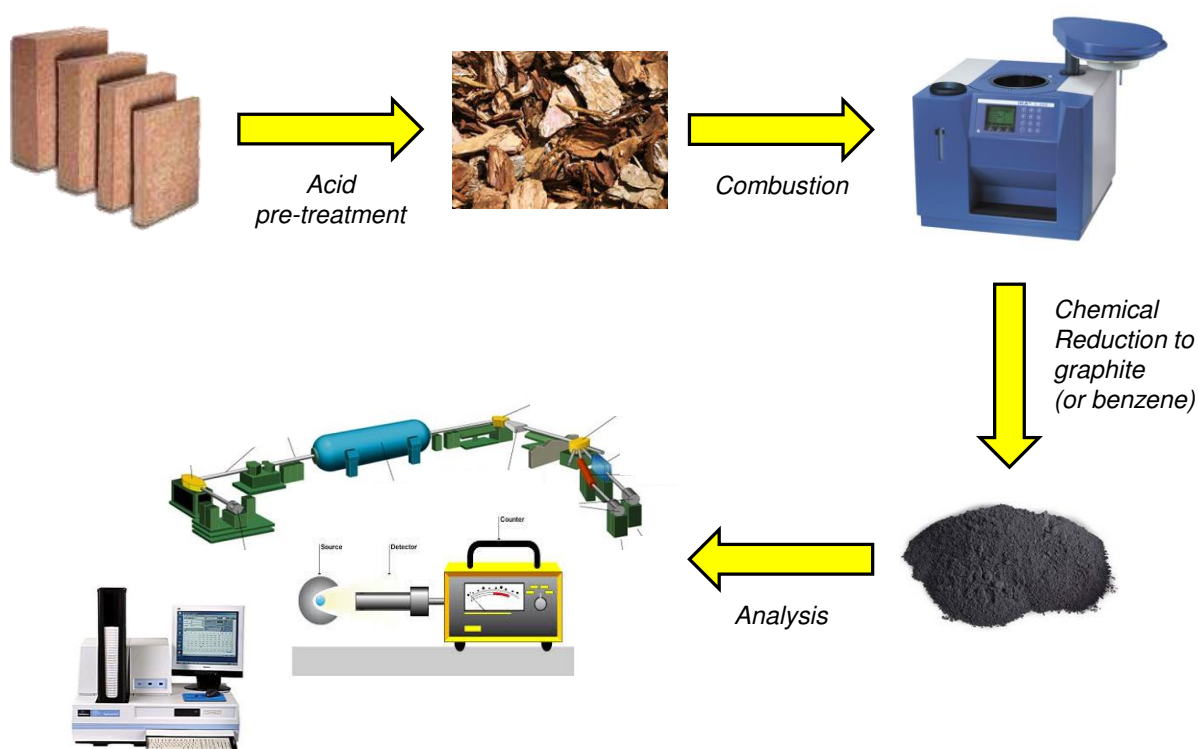 Acid
pre-treatment
Combustion
Chemical
Reduction to
graphite
(or benzene)
Counter
Source
Detector
Analysis